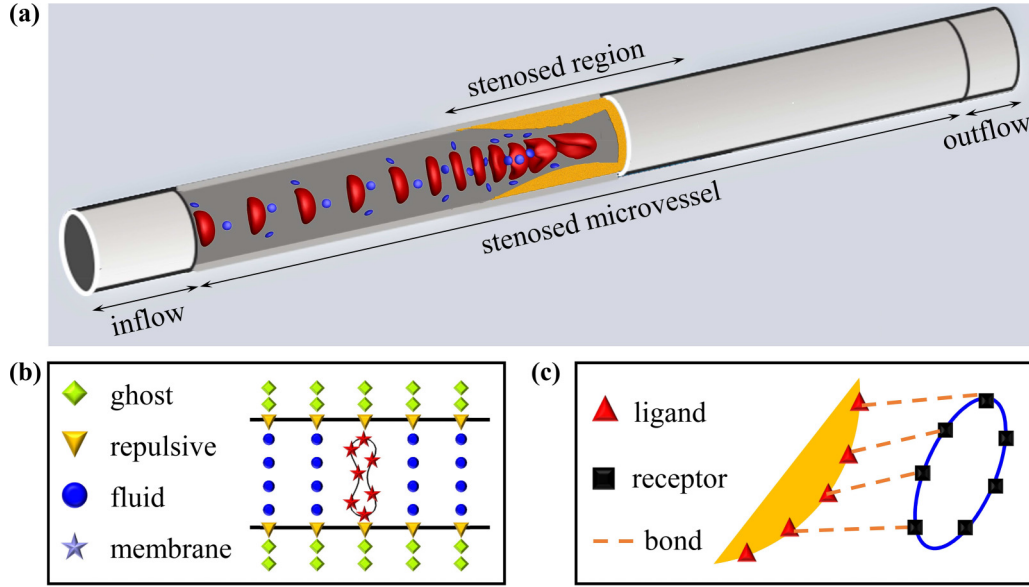 (a)
stenosed region
outflow
stenosed microvessel
inflow
(b)
ghost
repulsive
fluid
membrane
(c)
ligand
receptor
bond